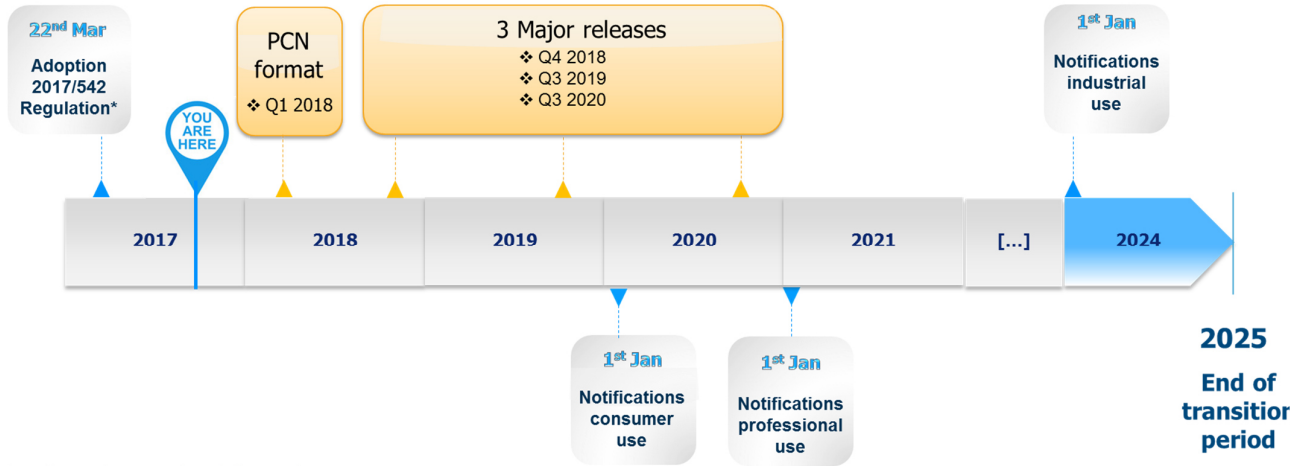 22nd Mar
Adoption
2017/542
Regulation*
YOU
ARE
HERE
PCN
format
❖ Q1 2018
3 Major releases
❖ Q4 2018
❖ Q3 2019
❖ Q3 2020
1st Jan
Notifications
industrial
use
2017
2018
2019
2020
2021
[...]
2024
1st Jan
Notifications
consumer
use
1st Jan
Notifications
professional
use
2025
End of
transition
period